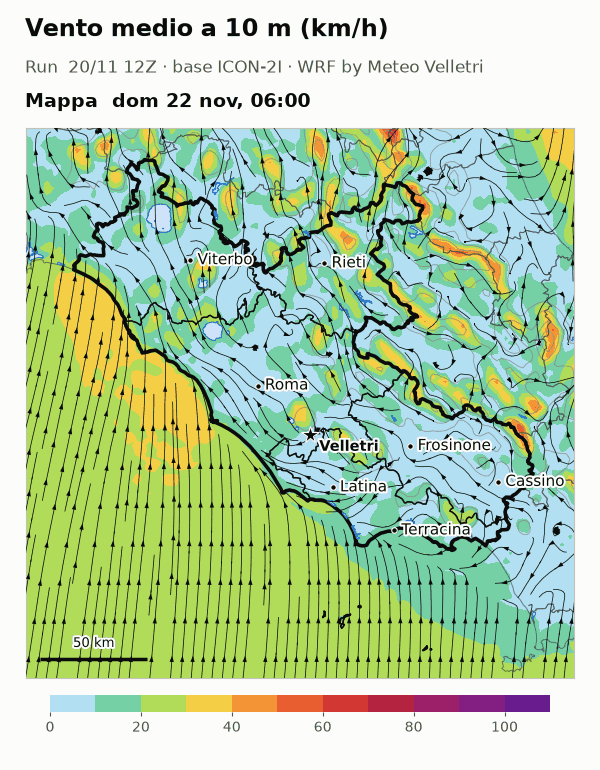 Vento medio a 10 m (km/h)
Run  20/11 12Z · base ICON-2I · WRF by Meteo Velletri
Mappa  dom 22 nov, 06:00
Viterbo
Rieti
Roma
Velletri
Frosinone
Cassino
Latina
Terracina
50 km
0 20 40 60 80 100